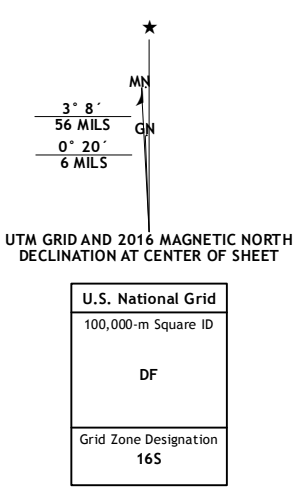 ★
MN
3° 8´
56 MILS
GN
0° 20´
6 MILS
UTM GRID AND 2016 MAGNETIC NORTH
DECLINATION AT CENTER OF SHEET
U.S. National Grid
100,000-m Square ID
DF
Grid Zone Designation
16S